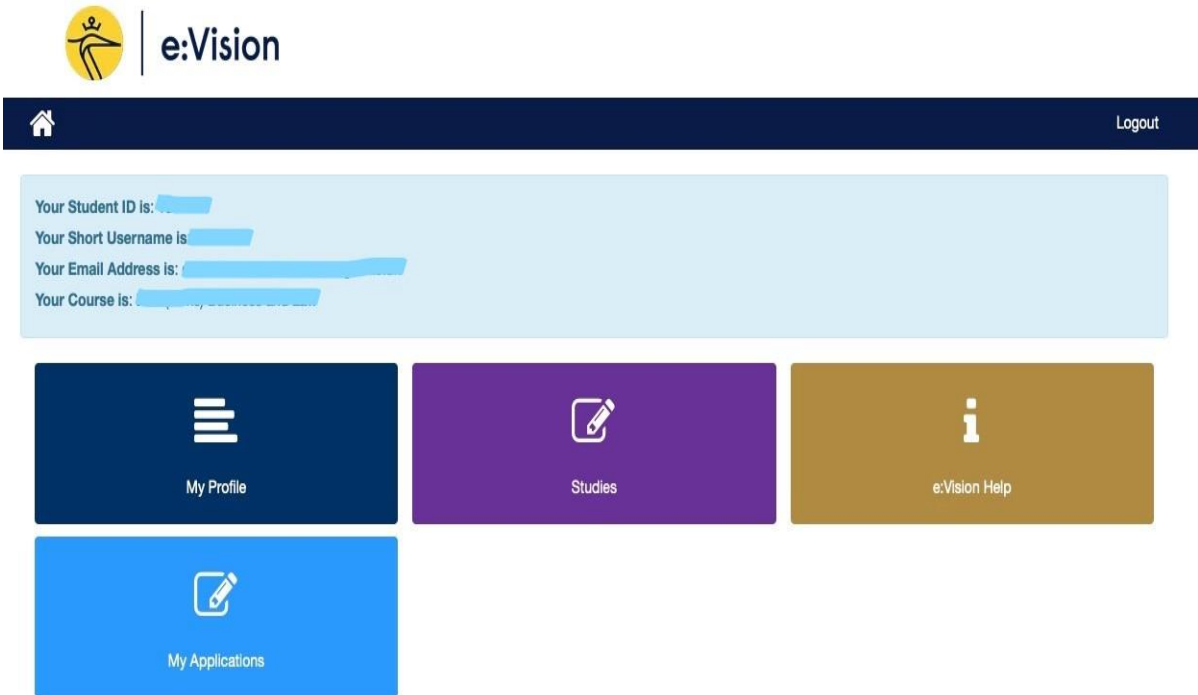 e:Vision
Logout
Your Student ID is:
Your Short Username is
Your Email Address is:
Your Course is:
My Profile
Studies
e:Vision Help
My Applications